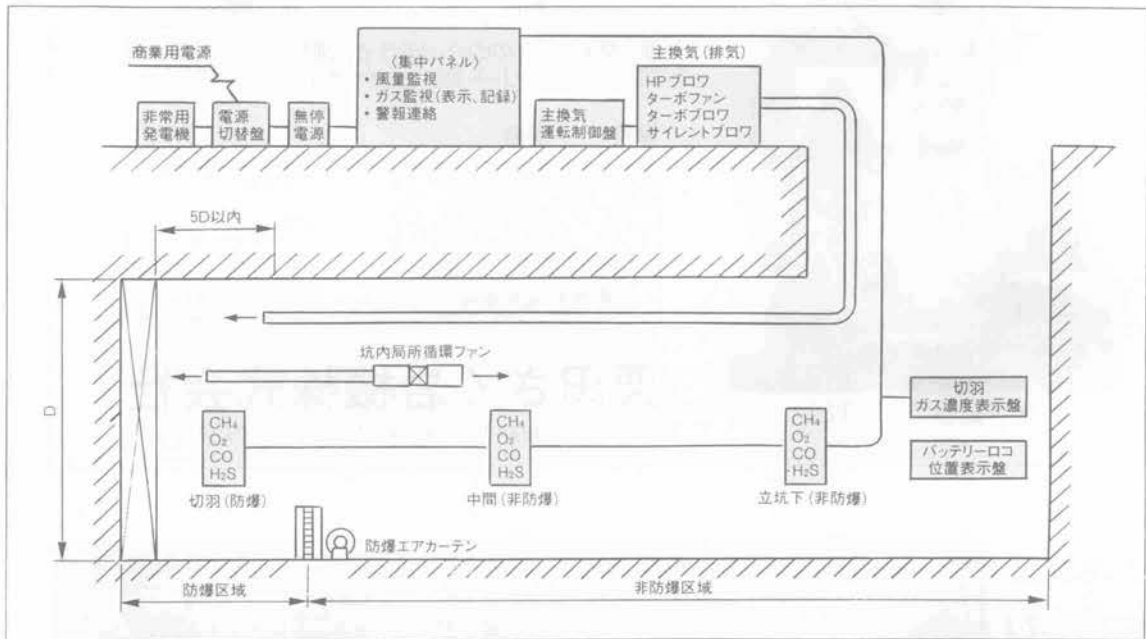 商業用電源
非常用
発電機
電源
切替盤
無停
電源
(集中パネル)
・風量監視
・ガス監視(表示、記録)
・警報連絡
主換気
運転制御盤
主換気(排気)
HPブロワ
ターボファン
ターボブロワ
サイレントブロワ
5D以内
D
坑内局所循環ファン
CH₄
O₂
CO
H₂S
切羽(防爆)
CH₄
O₂
CO
H₂S
中間(非防爆)
CH₄
O₂
CO
H₂S
立坑下(非防爆)
切羽
ガス濃度表示盤
バッテリーロコ
位置表示盤
防爆エアカーテン
防爆区域
非防爆区域